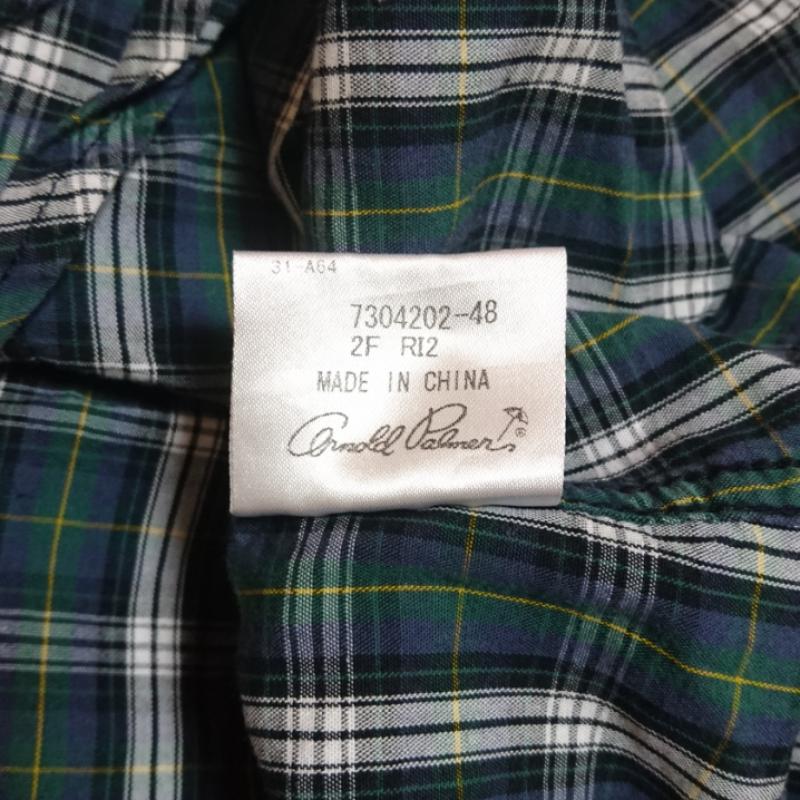 31-A64
7304202-48
2F RI2
MADE IN CHINA
Arnold Palmer ®